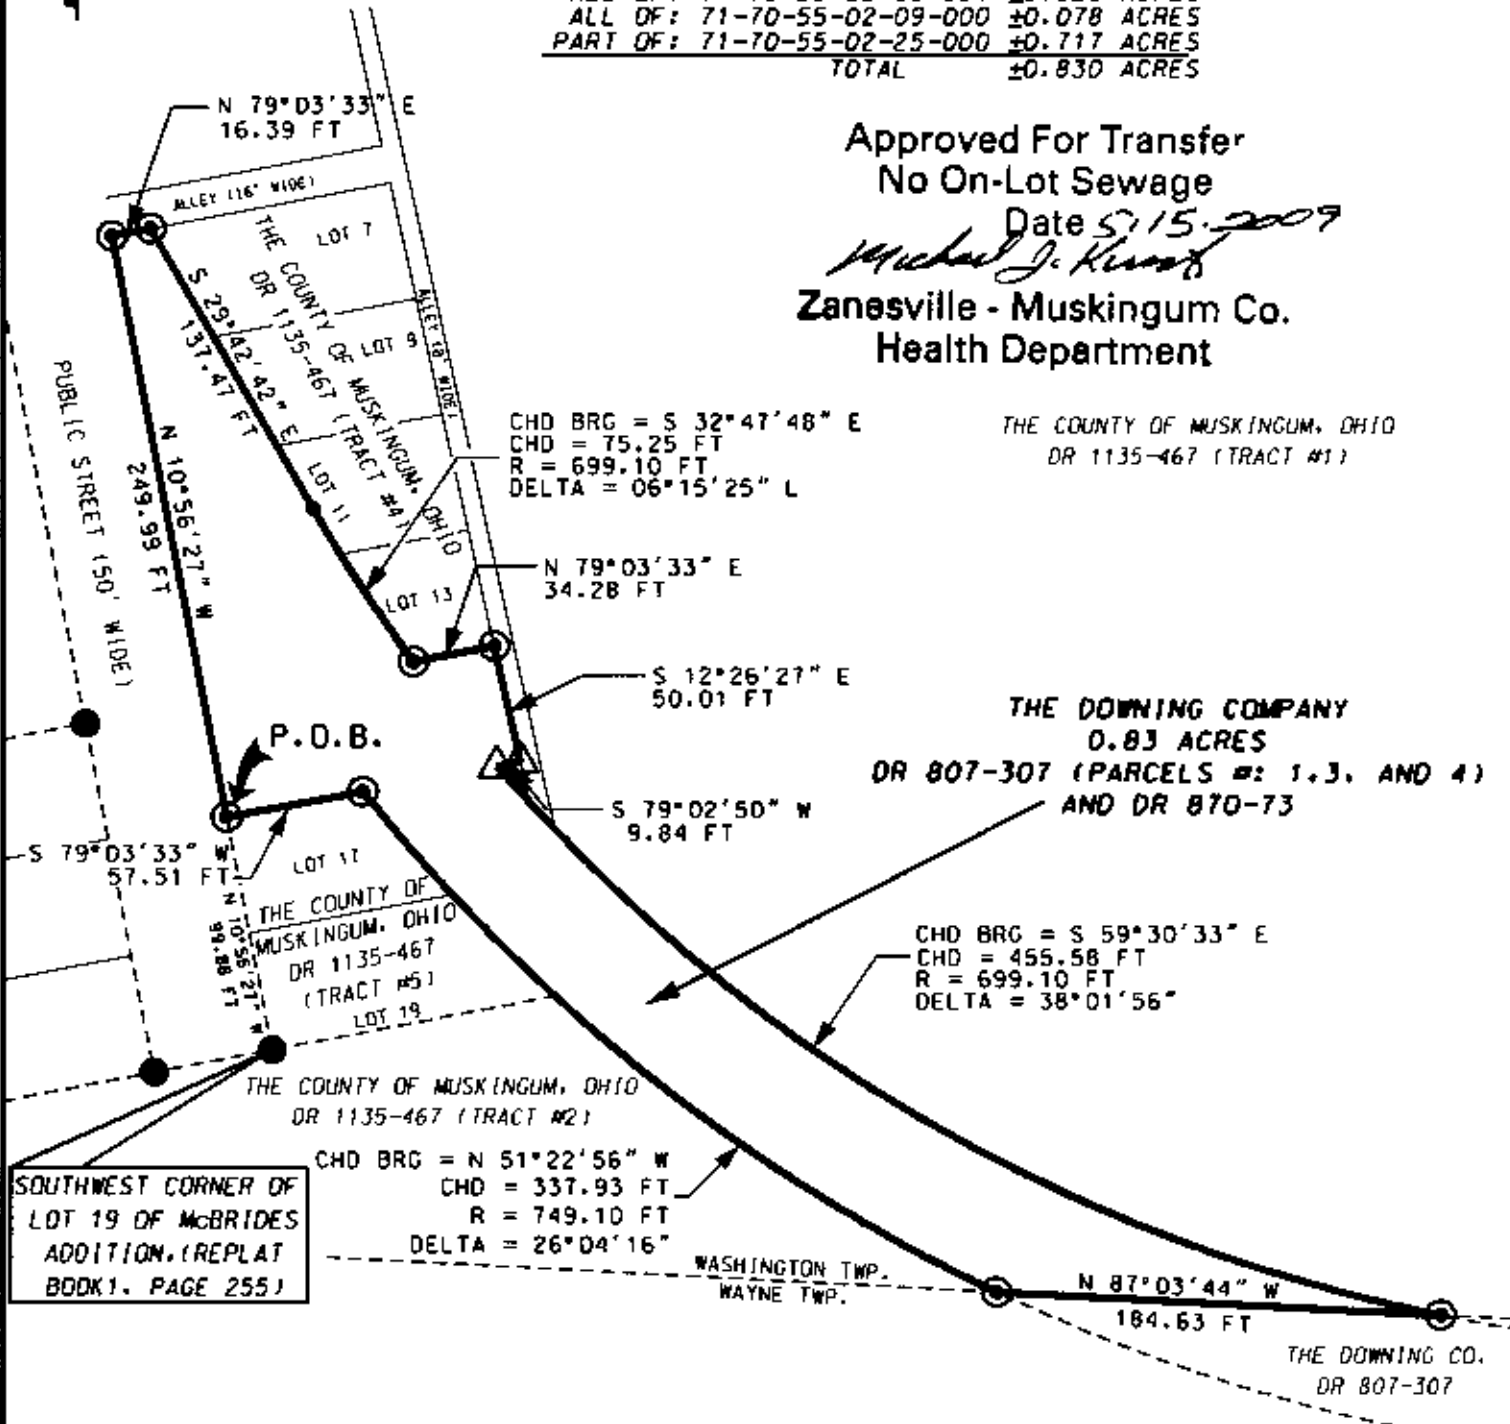 ALL OF: 71-70-55-02-09-000 ±0.078 ACRES
PART OF: 71-70-55-02-25-000 ±0.717 ACRES
TOTAL ±0.830 ACRES
N 79°03'33" E
16.39 FT
Approved For Transfer
No On-Lot Sewage
Date 5-15-2009
Michael J.
Zanesville - Muskingum Co.
Health Department
ALLEY (16' WIDE)
LOT 7
THE COUNTY OF MUSKINGUM, OHIO
DR 1135-467 (TRACT #4)
S 29°42'42" E
137.47 FT
LOT 9
ALLEY WIDE)
LOT 11
LOT 13
PUBLIC STREET (50' WIDE)
N 10°56'27" W
249.98 FT
CHD BRG = S 32°47'48" E
CHD = 75.25 FT
R = 699.10 FT
DELTA = 06°15'25" L
THE COUNTY OF MUSKINGUM, OHIO
DR 1135-467 (TRACT #1)
N 79°03'33" E
34.28 FT
S 12°26'27" E
50.01 FT
THE DOWNING COMPANY
0.83 ACRES
DR 807-307 (PARCELS #: 1,3, AND 4)
AND DR 870-73
P.O.B.
S 79°02'50" W
9.84 FT
S 79°03'33" W
57.51 FT
LOT 17
THE COUNTY OF
MUSKINGUM, OHIO
DR 1135-467
(TRACT #5)
LOT 19
N 10°56'27" W
99.88 FT
CHD BRG = S 59°30'33" E
CHD = 455.58 FT
R = 699.10 FT
DELTA = 38°01'56"
THE COUNTY OF MUSKINGUM, OHIO
DR 1135-467 (TRACT #2)
CHD BRG = N 51°22'56" W
CHD = 337.93 FT
R = 749.10 FT
DELTA = 26°04'16"
SOUTHWEST CORNER OF
LOT 19 OF McBRIDES
ADDITION.(REPLAT
BOOK1, PAGE 255)
WASHINGTON TWP.
WAYNE TWP.
N 87°03'44" W
184.63 FT
THE DOWNING CO.
DR 807-307